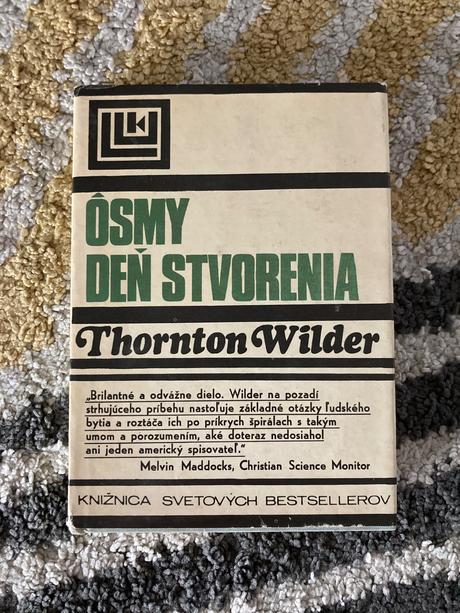 ÔSMY
DEŇ STVORENIA
Thornton Wilder
„Brilantné a odvážne dielo. Wilder na pozadí
strhujúceho príbehu nastoľuje základné otázky ľudského
bytia a roztáča ich po príkrych špirálach s takým
umom a porozumením, aké doteraz nedosiahol
ani jeden americký spisovateľ.“
Melvin Maddocks, Christian Science Monitor
KNIŽNICA SVETOVÝCH BESTSELLEROV